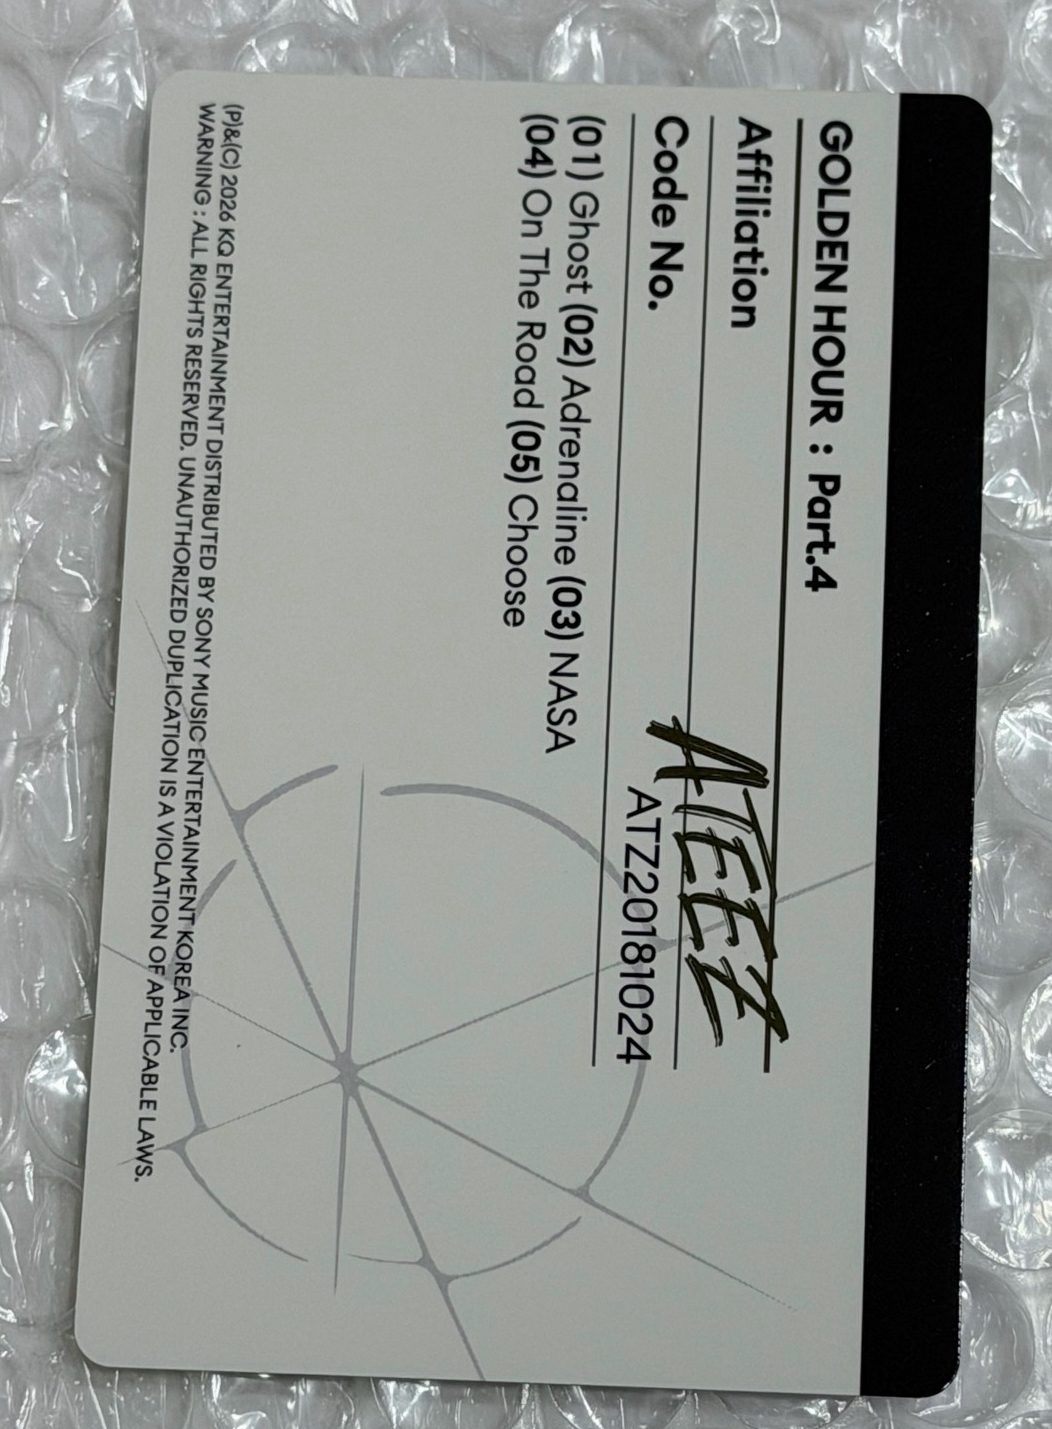 GOLDEN HOUR : Part.4
Affiliation ATEEZ
Code No. ATZ20181024
(01) Ghost (02) Adrenaline (03) NASA
(04) On The Road (05) Choose
(P)&(C) 2026 KQ ENTERTAINMENT DISTRIBUTED BY SONY MUSIC ENTERTAINMENT KOREA INC.
WARNING : ALL RIGHTS RESERVED. UNAUTHORIZED DUPLICATION IS A VIOLATION OF APPLICABLE LAWS.